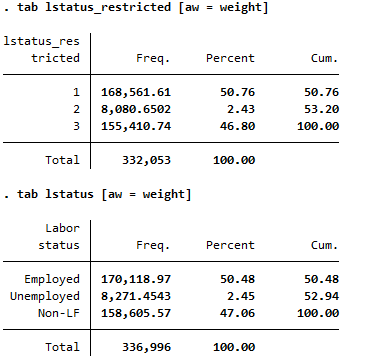 . tab lstatus_restricted [aw = weight]
lstatus_res
tricted Freq. Percent Cum.
1 168,561.61 50.76 50.76
2 8,080.6502 2.43 53.20
3 155,410.74 46.80 100.00
Total 332,053 100.00
. tab lstatus [aw = weight]
Labor
status Freq. Percent Cum.
Employed 170,118.97 50.48 50.48
Unemployed 8,271.4543 2.45 52.94
Non-LF 158,605.57 47.06 100.00
Total 336,996 100.00